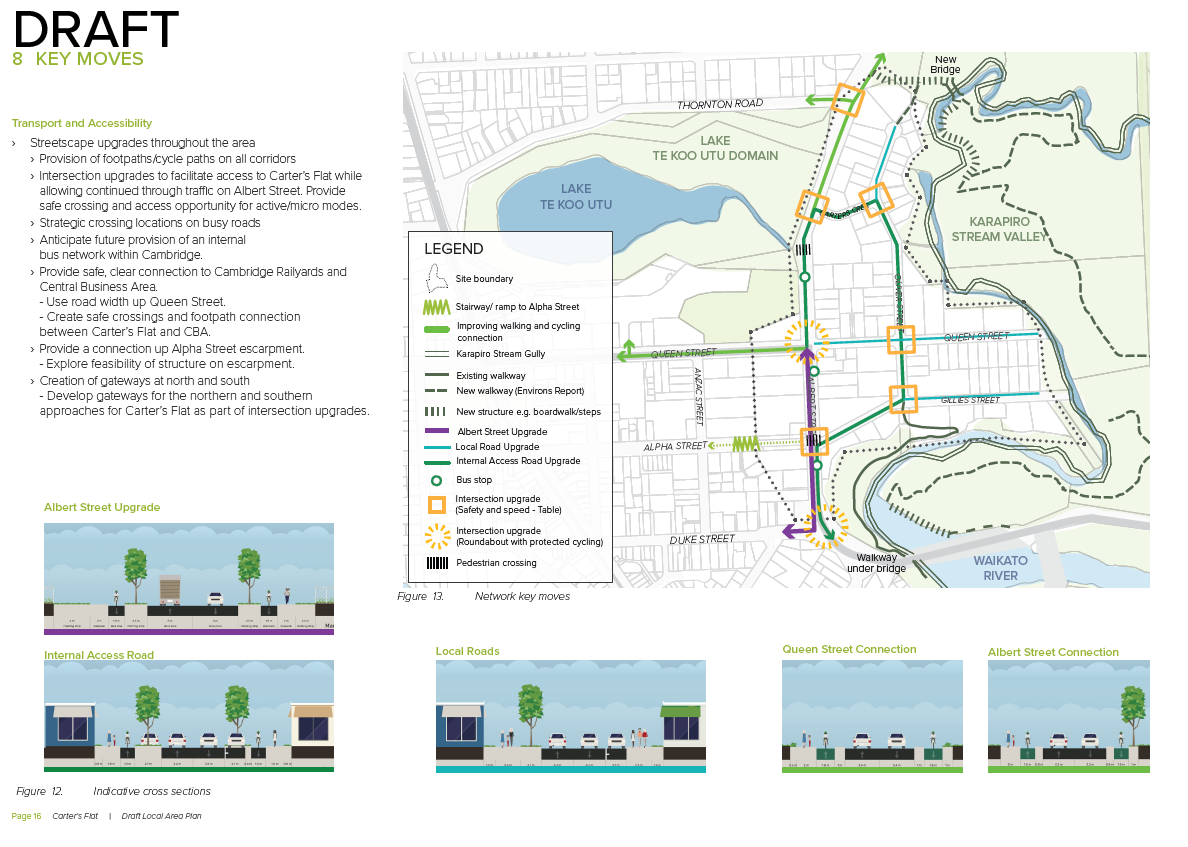 DRAFT
8 KEY MOVES
Transport and Accessibility
› Streetscape upgrades throughout the area
› Provision of footpaths/cycle paths on all corridors
› Intersection upgrades to facilitate access to Carter's Flat while
allowing continued through traffic on Albert Street. Provide
safe crossing and access opportunity for active/micro modes.
› Strategic crossing locations on busy roads
› Anticipate future provision of an internal
bus network within Cambridge.
› Provide safe, clear connection to Cambridge Railyards and
Central Business Area.
- Use road width up Queen Street.
- Create safe crossings and footpath connection
between Carter's Flat and CBA.
› Provide a connection up Alpha Street escarpment.
- Explore feasibility of structure on escarpment.
› Creation of gateways at north and south
- Develop gateways for the northern and southern
approaches for Carter's Flat as part of intersection upgrades.
New
Bridge
THORNTON ROAD
LAKE
TE KOO UTU DOMAIN
LAKE
TE KOO UTU
KARAPIRO
STREAM VALLEY
QUEEN STREET
QUEEN STREET
ANZAC STREET
GILLIES STREET
ALPHA STREET
DUKE STREET
Walkway
under bridge
WAIKATO
RIVER
LEGEND
Site boundary
Stairway/ ramp to Alpha Street
Improving walking and cycling
connection
Karapiro Stream Gully
Existing walkway
New walkway (Environs Report)
New structure e.g. boardwalk/steps
Albert Street Upgrade
Local Road Upgrade
Internal Access Road Upgrade
Bus stop
Intersection upgrade
(Safety and speed - Table)
Intersection upgrade
(Roundabout with protected cycling)
Pedestrian crossing
Figure 13. Network key moves
Albert Street Upgrade
Internal Access Road
Local Roads
Queen Street Connection
Albert Street Connection
Figure 12. Indicative cross sections
Page 16 Carter's Flat | Draft Local Area Plan